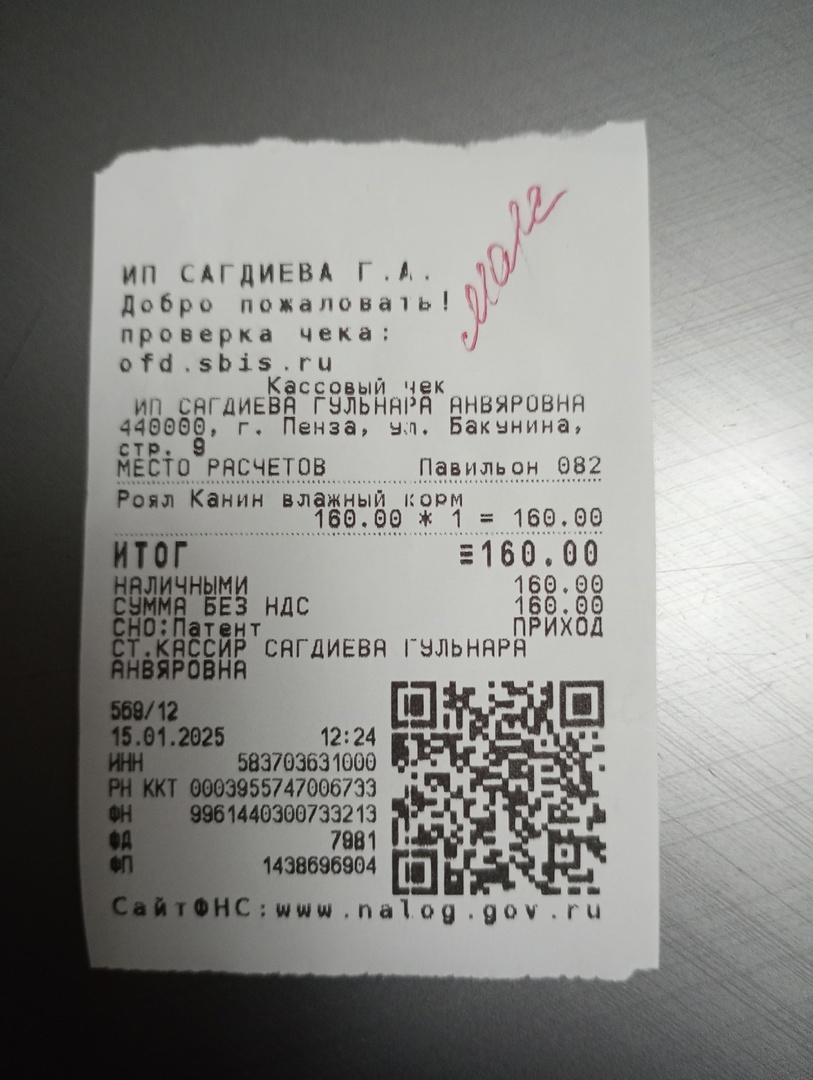 Макс
ИП САГДИЕВА Г.А.
Добро пожаловать!
проверка чека:
ofd.sbis.ru
Кассовый чек
ИП САГДИЕВА ГУЛЬНАРА АНВЯРОВНА
440000, г. Пенза, ул. Бакунина,
стр. 9
МЕСТО РАСЧЕТОВ Павильон 082
Роял Канин влажный корм
160.00 * 1 = 160.00
ИТОГ ≡160.00
НАЛИЧНЫМИ 160.00
СУММА БЕЗ НДС 160.00
СНО:Патент ПРИХОД
СТ.КАССИР САГДИЕВА ГУЛЬНАРА
АНВЯРОВНА
569/12
15.01.2025 12:24
ИНН 583703631000
РН ККТ 0003955747006733
ФН 9961440300733213
ФД 7981
ФП 1438696904
СайтФНС:www.nalog.gov.ru